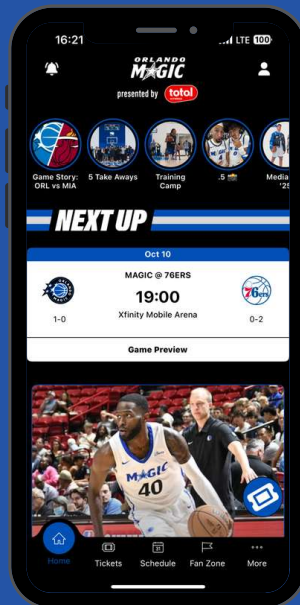 16:21
LTE 100
ORLANDO
MAGIC
presented by totol
Game Story:
ORL vs MIA
5 Take Aways
Training
Camp
.5
Media
'25
NEXT UP
Oct 10
MAGIC @ 76ERS
19:00
Xfinity Mobile Arena
1-0
76ers
0-2
Game Preview
MAGIC
40
Home
Tickets
Schedule
Fan Zone
More